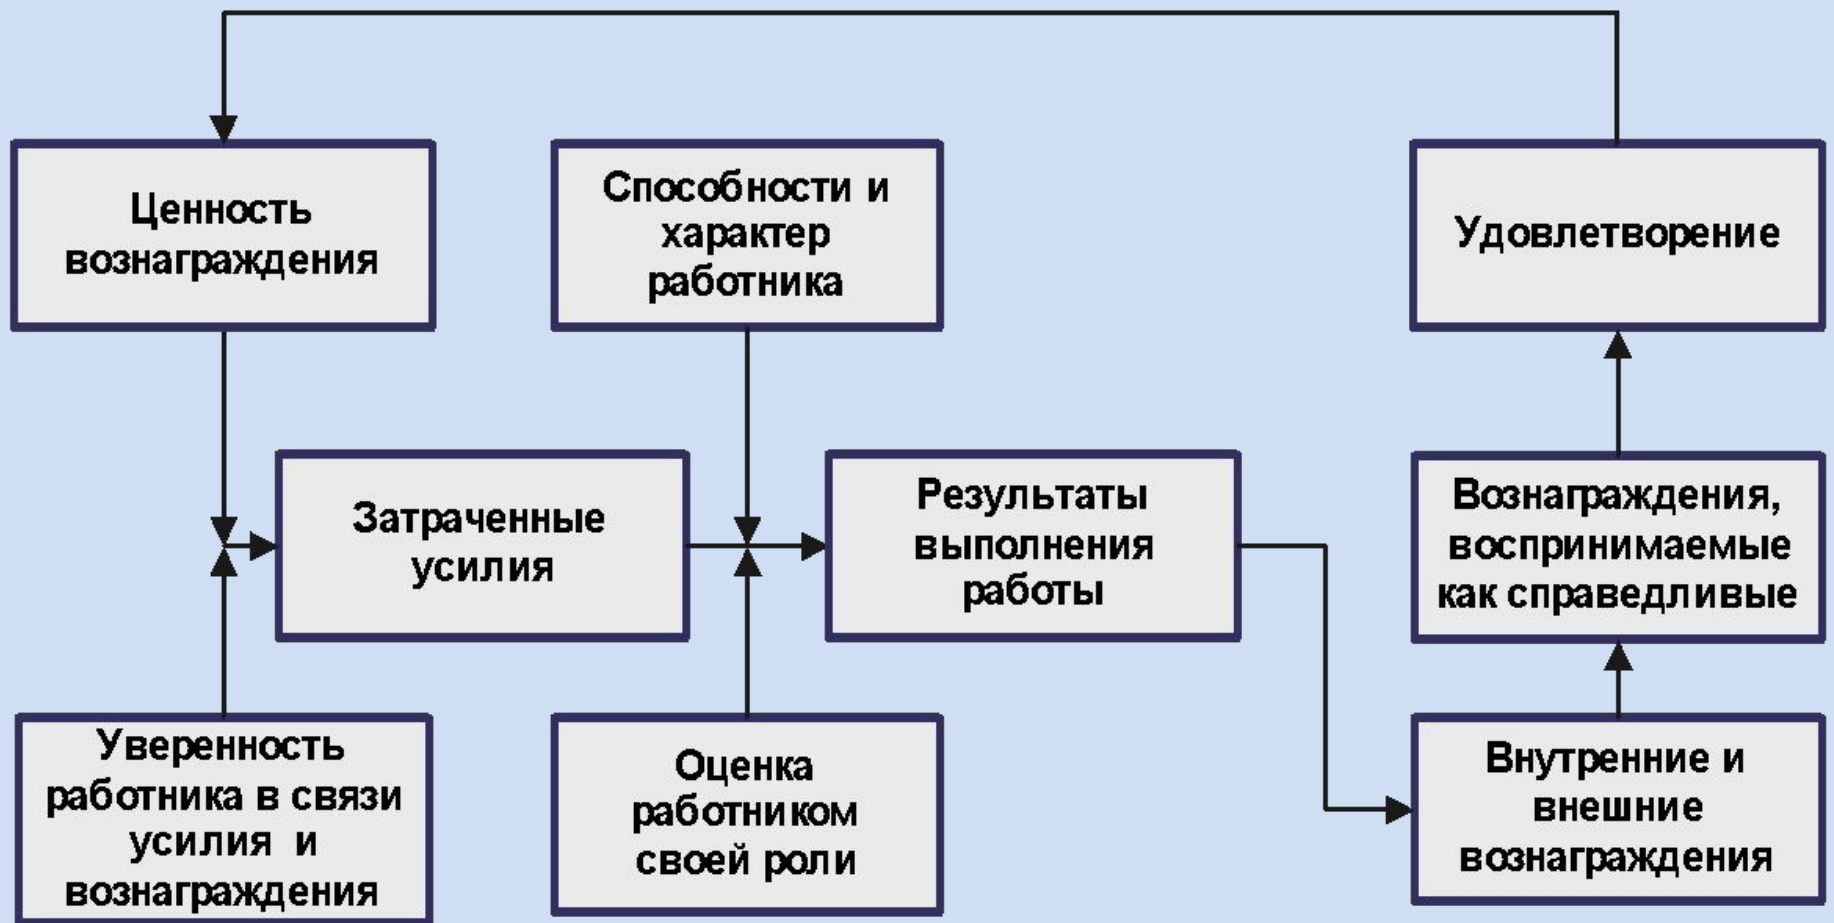 Ценность
вознаграждения
Способности и
характер
работника
Удовлетворение
Затраченные
усилия
Результаты
выполнения
работы
Вознаграждения,
воспринимаемые
как справедливые
Уверенность
работника в связи
усилия и
вознаграждения
Оценка
работником
своей роли
Внутренние и
внешние
вознаграждения